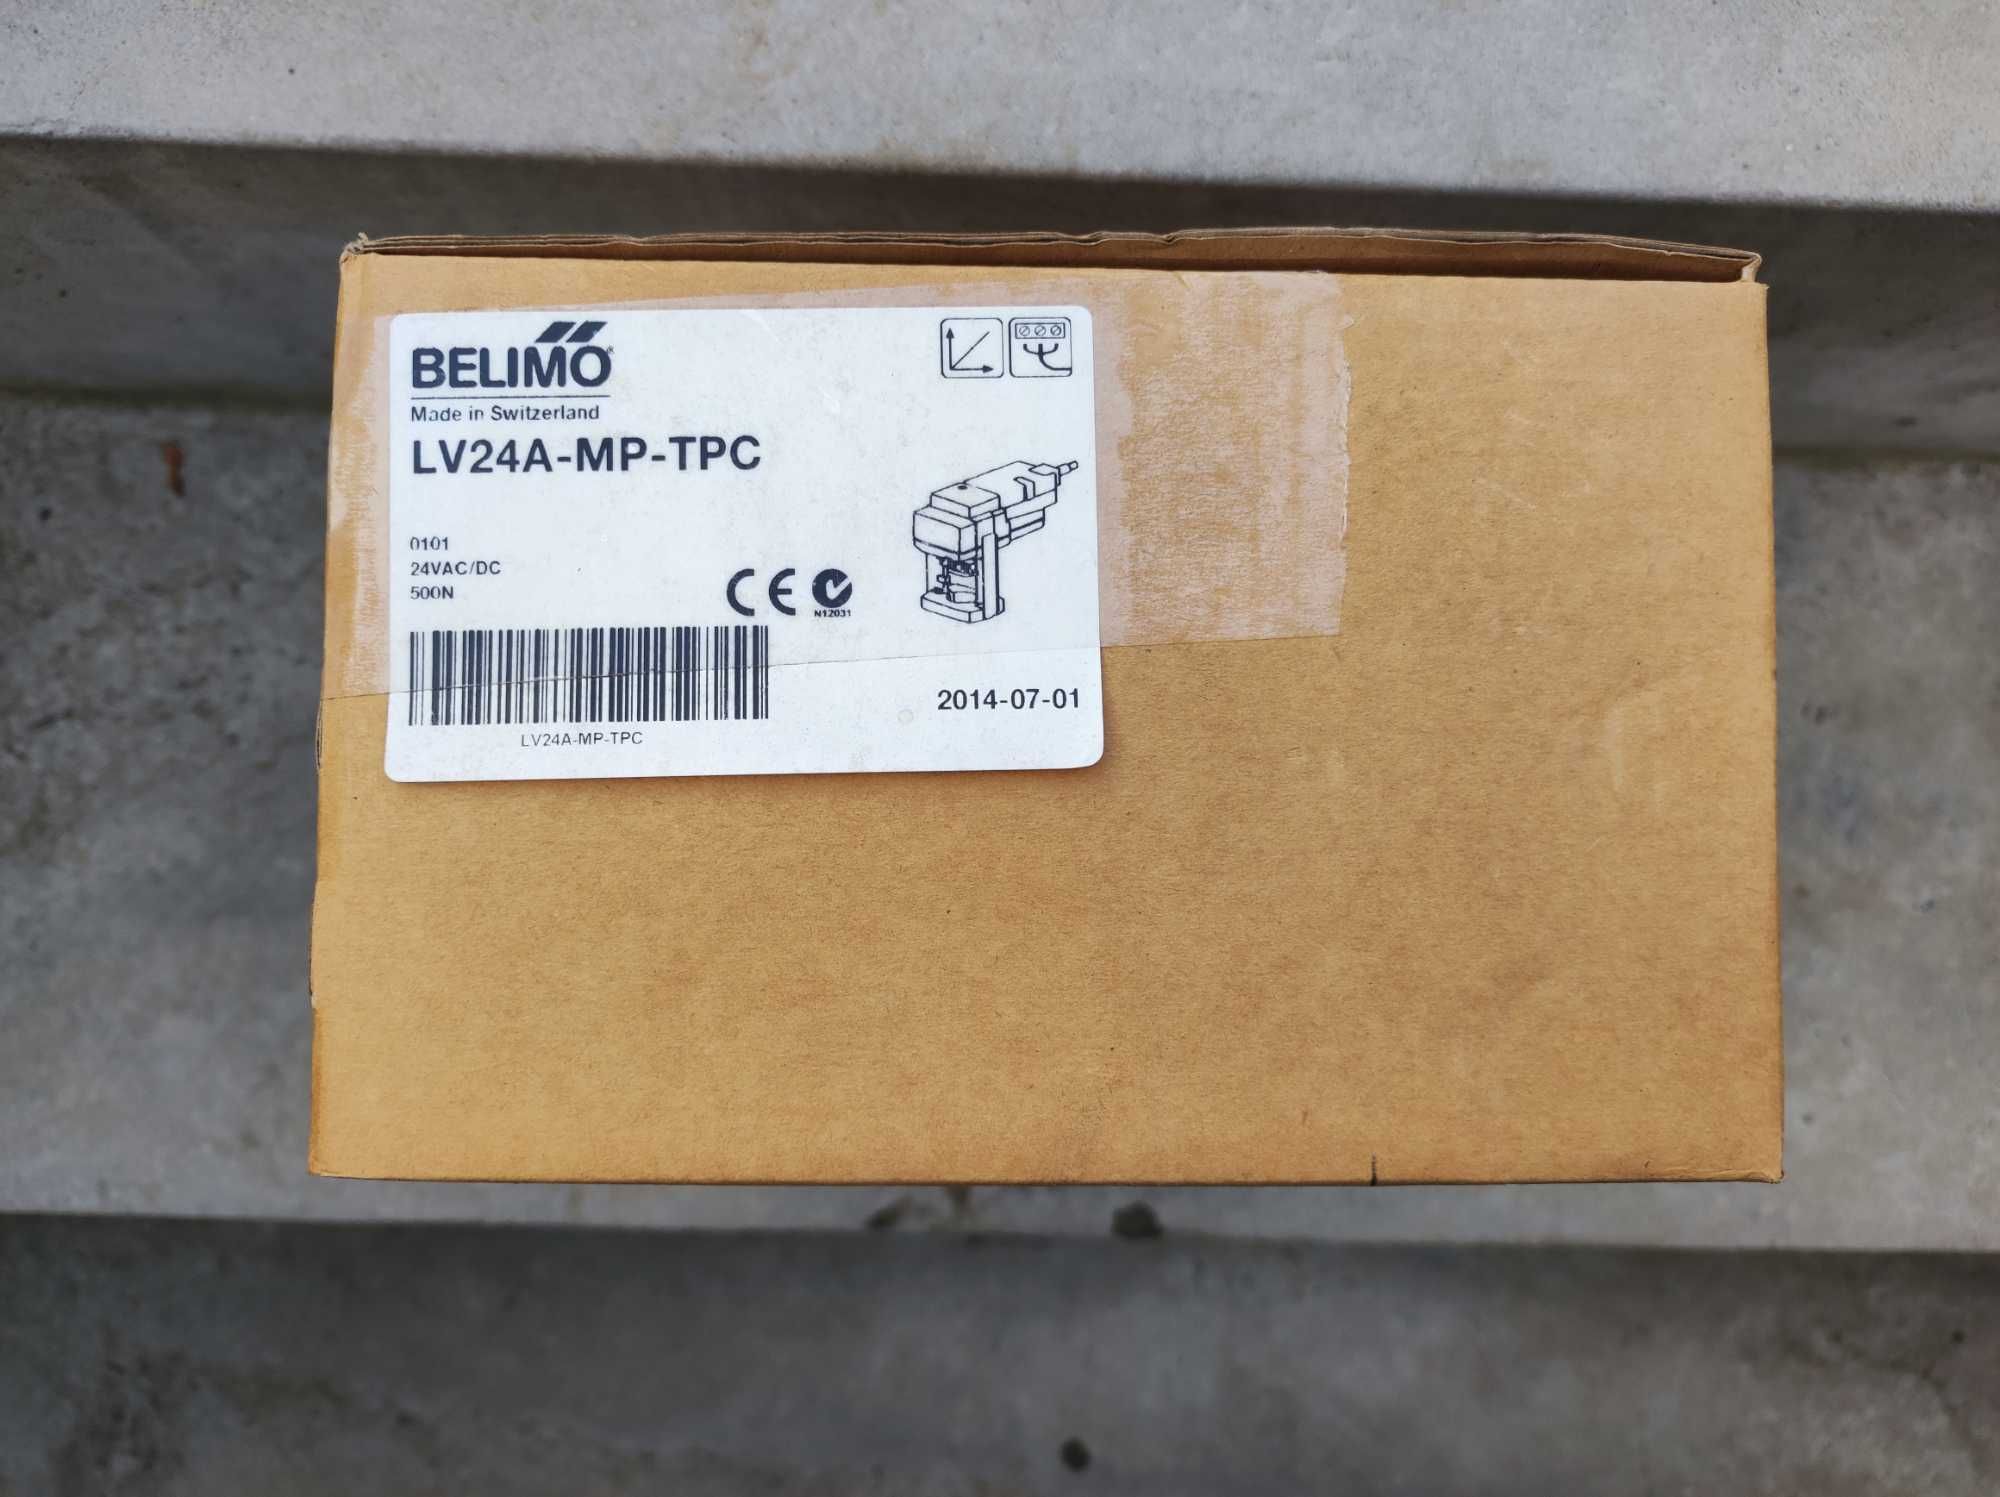 BELIMO®
Made in Switzerland
LV24A-MP-TPC
0101
24VAC/DC
500N
CE
N12031
LV24A-MP-TPC
2014-07-01